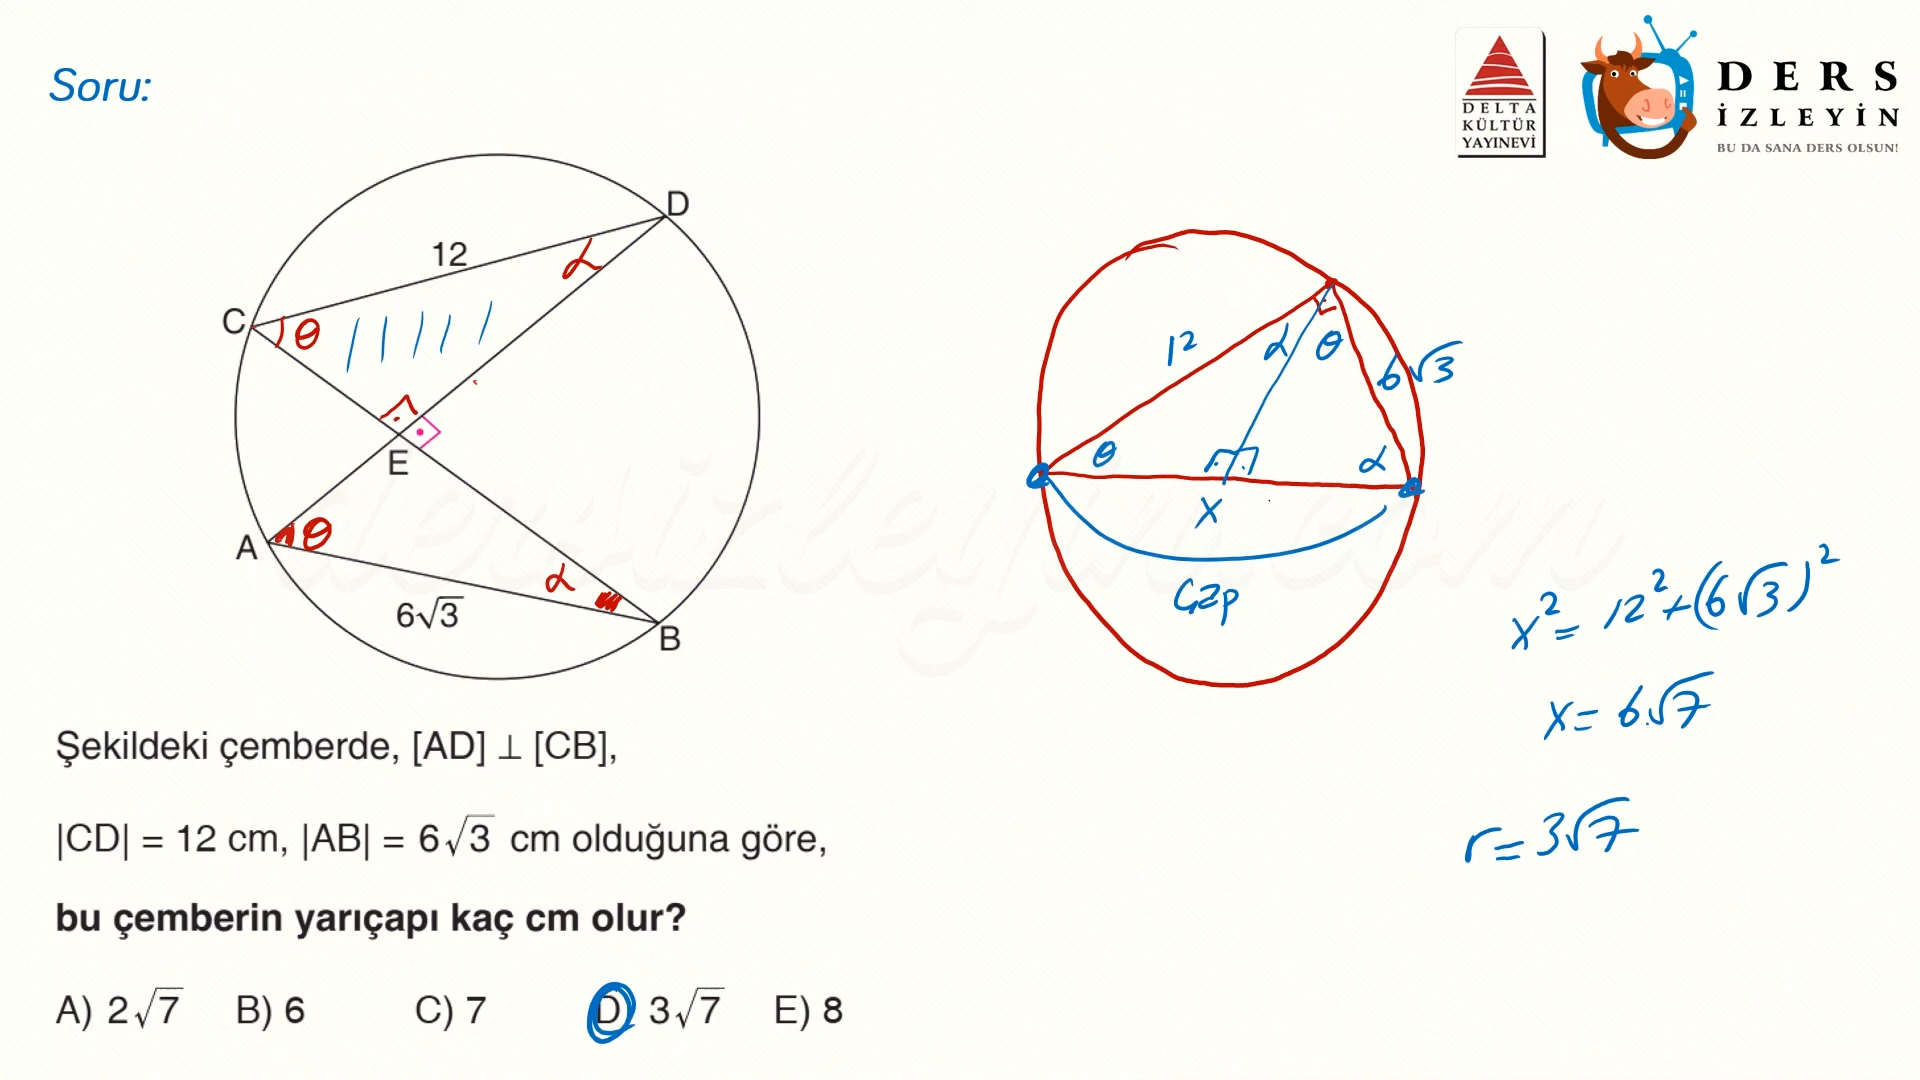 Soru:
DELTA
KÜLTÜR
YAYINEVİ
DERS
İZLEYİN
BU DA SANA DERS OLSUN!
D
12
α
C
θ
E
A
θ
α
6√3
B
12
α
θ
6√3
θ
α
x
Çap
x² = 12² + (6√3)²
x = 6√7
r = 3√7
dersizleyin.com
Şekildeki çemberde, [AD] ⊥ [CB],
|CD| = 12 cm, |AB| = 6√3 cm olduğuna göre,
bu çemberin yarıçapı kaç cm olur?
A) 2√7 B) 6 C) 7 D) 3√7 E) 8